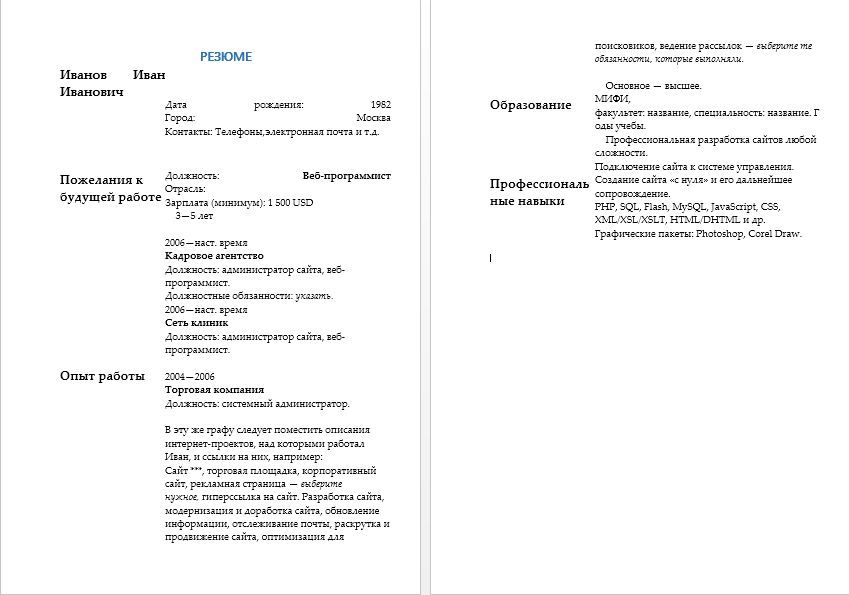 РЕЗЮМЕ
Иванов Иван
Иванович
Дата рождения: 1982
Город: Москва
Контакты: Телефоны,электронная почта и т.д.
Пожелания к
будущей работе
Должность: Веб-программист
Отрасль:
Зарплата (минимум): 1 500 USD
3—5 лет
2006—наст. время
Кадровое агентство
Должность: администратор сайта, веб-
программист.
Должностные обязанности: указать.
2006—наст. время
Сеть клиник
Должность: администратор сайта, веб-
программист.
Опыт работы
2004—2006
Торговая компания
Должность: системный администратор.
В эту же графу следует поместить описания
интернет-проектов, над которыми работал
Иван, и ссылки на них, например:
Сайт ***, торговая площадка, корпоративный
сайт, рекламная страница — выберите
нужное, гиперссылка на сайт. Разработка сайта,
модернизация и доработка сайта, обновление
информации, отслеживание почты, раскрутка и
продвижение сайта, оптимизация для
поисковиков, ведение рассылок — выберите те
обязанности, которые выполняли.
Образование
Основное — высшее.
МИФИ,
факультет: название, специальность: название. Г
оды учебы.
Профессиональ
ные навыки
Профессиональная разработка сайтов любой
сложности.
Подключение сайта к системе управления.
Создание сайта «с нуля» и его дальнейшее
сопровождение.
PHP, SQL, Flash, MySQL, JavaScript, CSS,
XML/XSL/XSLT, HTML/DHTML и др.
Графические пакеты: Photoshop, Corel Draw.